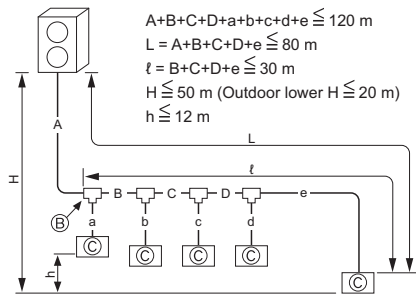 A+B+C+D+a+b+c+d+e ≦ 120 m
L = A+B+C+D+e ≦ 80 m
ℓ = B+C+D+e ≦ 30 m
H ≦ 50 m (Outdoor lower H ≦ 20 m)
h ≦ 12 m
A
L
H
ℓ
B C D e
Ⓑ a b c d
Ⓒ Ⓒ Ⓒ Ⓒ
h
Ⓒ